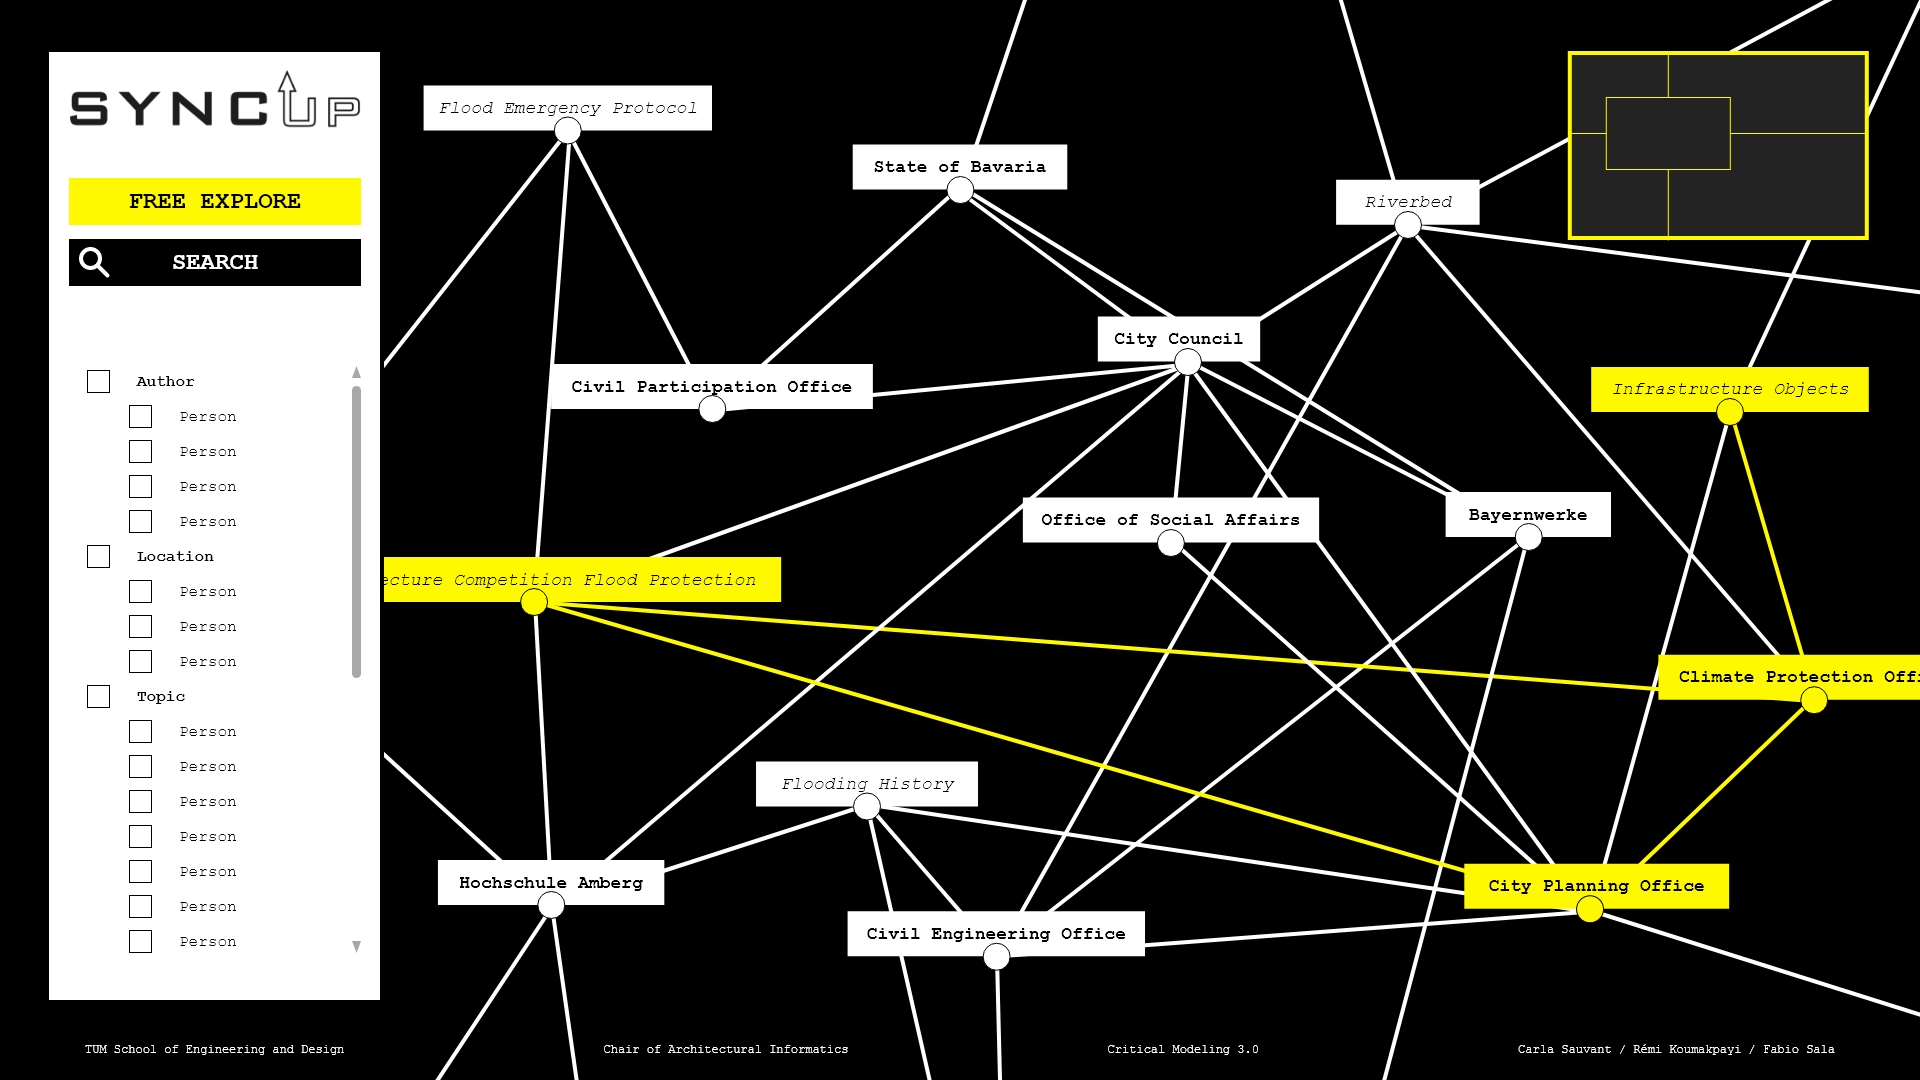 SYNCUP
FREE EXPLORE
SEARCH
Author
Person
Person
Person
Person
Location
Person
Person
Person
Topic
Person
Person
Person
Person
Person
Person
Person
Flood Emergency Protocol
State of Bavaria
Riverbed
City Council
Civil Participation Office
Infrastructure Objects
Office of Social Affairs
Bayernwerke
ecture Competition Flood Protection
Climate Protection Offi
Flooding History
Hochschule Amberg
City Planning Office
Civil Engineering Office
TUM School of Engineering and Design
Chair of Architectural Informatics
Critical Modeling 3.0
Carla Sauvant / Rémi Koumakpayi / Fabio Sala